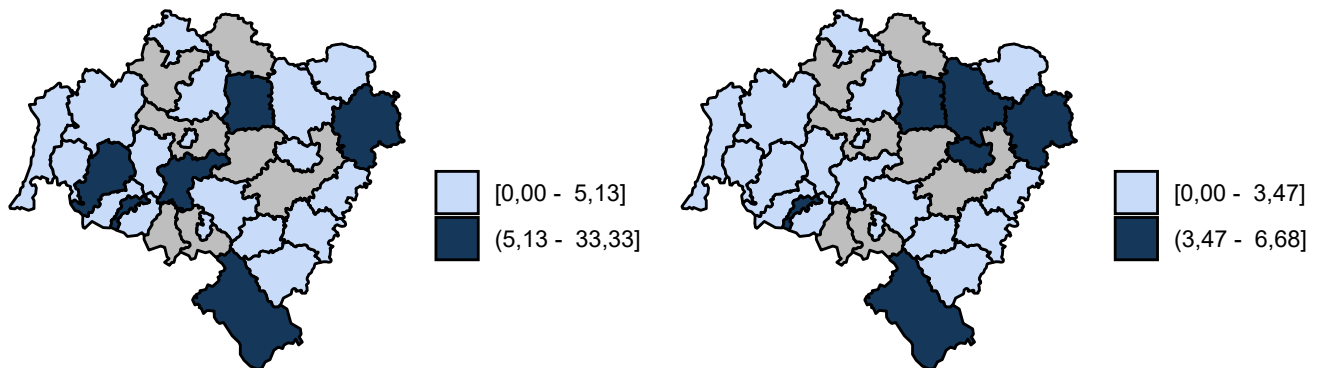 [0,00 - 5,13]
(5,13 - 33,33]
[0,00 - 3,47]
(3,47 - 6,68]